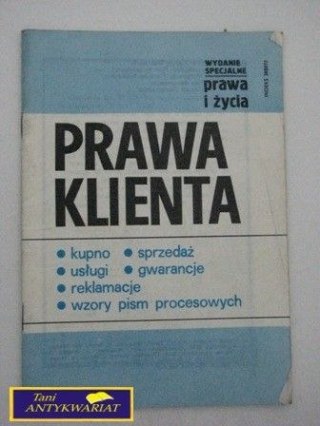 WYDANIE
SPECJALNE
prawa
i życia
PRAWA
KLIENTA
• kupno • sprzedaż
• usługi • gwarancje
• reklamacje
• wzory pism procesowych
Tani
ANTYKWARIAT